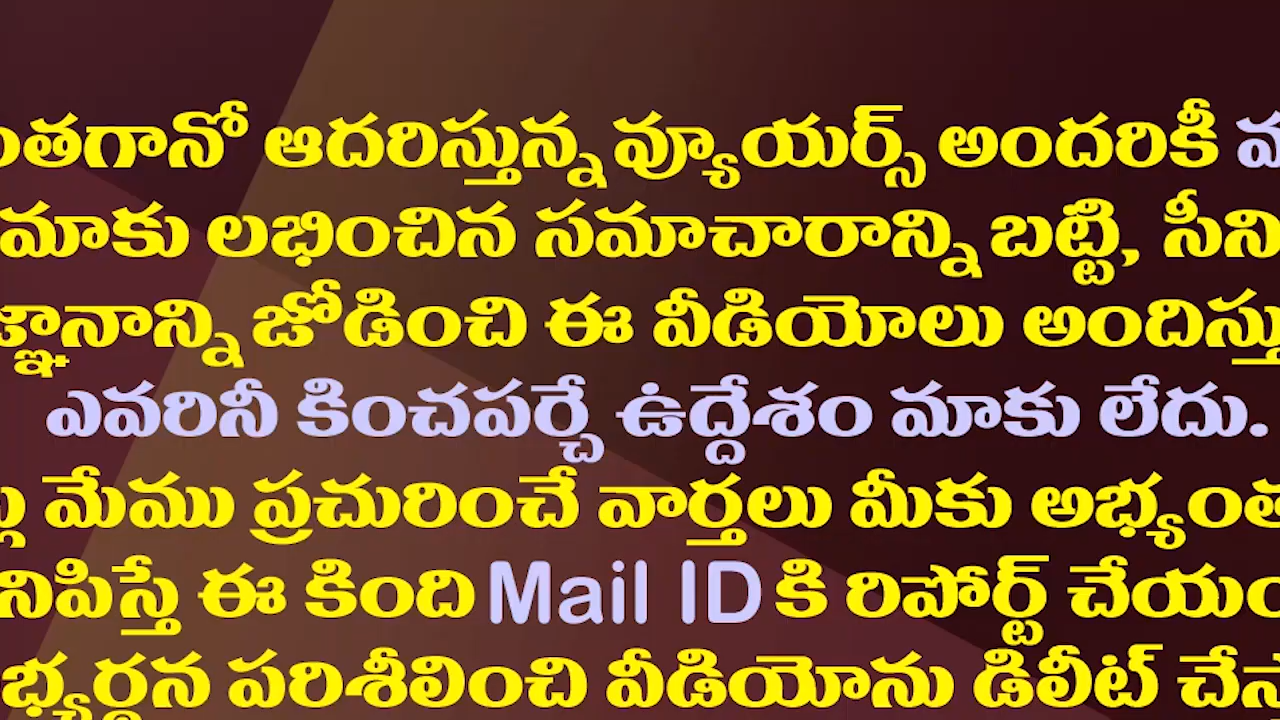 ఆదరిస్తున్న వ్యూయర్స్ అందరికీ
మాకు లభించిన సమాచారాన్ని బట్టి,
జోడించి ఈ వీడియోలు
ఎవరినీ కించపర్చే ఉద్దేశం మాకు లేదు.
మేము ప్రచురించే వార్తలు మీకు
ఈ కింది Mail ID కి రిపోర్ట్
పరిశీలించి వీడియోను డిలీట్